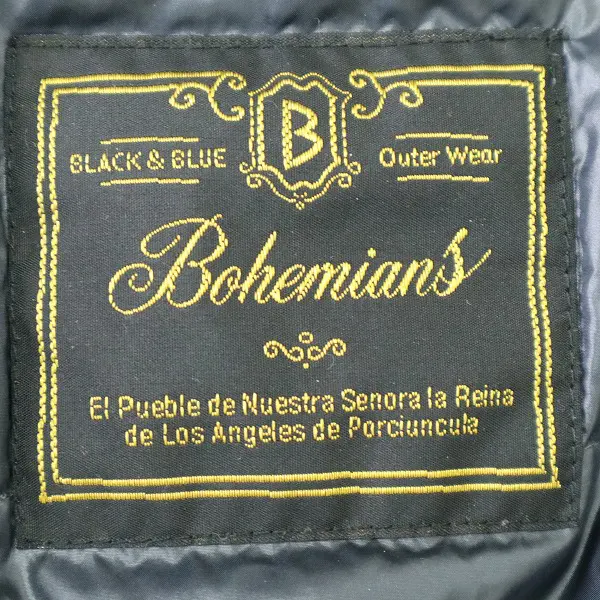 B
BLACK & BLUE
Outer Wear
Bohemians
El Pueble de Nuestra Senora la Reina
de Los Angeles de Porciuncula